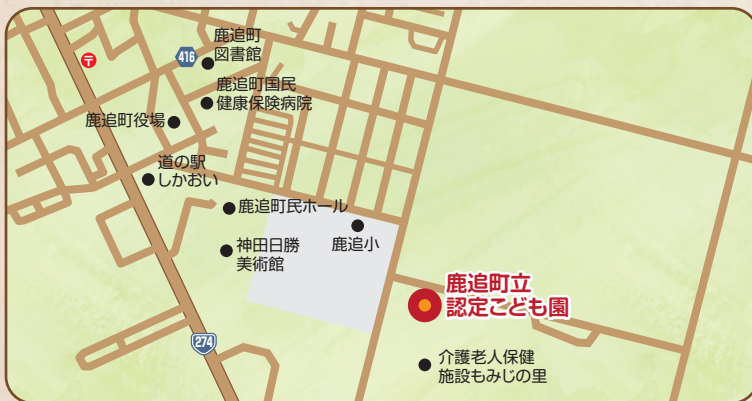 鹿追町
図書館
416
〒
鹿追町国民
健康保険病院
鹿追町役場
道の駅
しかおい
鹿追町民ホール
鹿追小
神田日勝
美術館
鹿追町立
認定こども園
274
介護老人保健
施設もみじの里